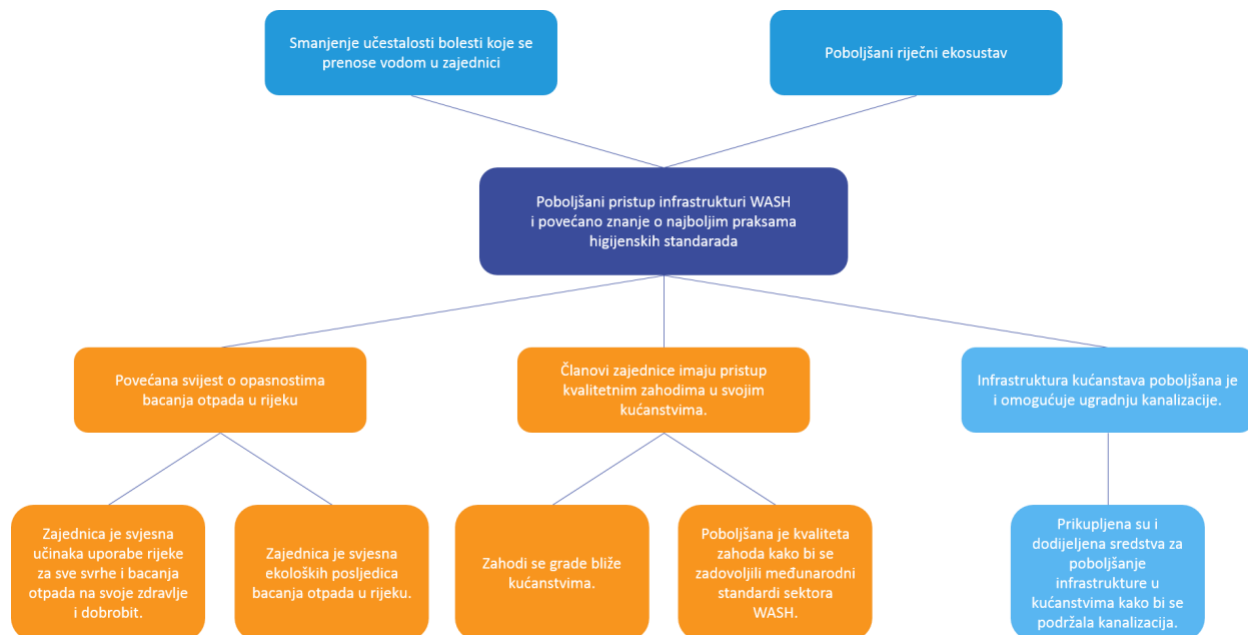 Smanjenje učestalosti bolesti koje se
prenose vodom u zajednici
Poboljšani riječni ekosustav
Poboljšani pristup infrastrukturi WASH
i povećano znanje o najboljim praksama
higijenskih standarada
Povećana svijest o opasnostima
bacanja otpada u rijeku
Članovi zajednice imaju pristup
kvalitetnim zahodima u svojim
kućanstvima.
Infrastruktura kućanstava poboljšana je
i omogućuje ugradnju kanalizacije.
Zajednica je svjesna
učinaka uporabe rijeke
za sve svrhe i bacanja
otpada na svoje zdravlje
i dobrobit.
Zajednica je svjesna
ekoloških posljedica
bacanja otpada u rijeku.
Zahodi se grade bliže
kućanstvima.
Poboljšana je kvaliteta
zahoda kako bi se
zadovoljili međunarodni
standardi sektora
WASH.
Prikupljena su i
dodijeljena sredstva za
poboljšanje
infrastrukture u
kućanstvima kako bi se
podržala kanalizacija.